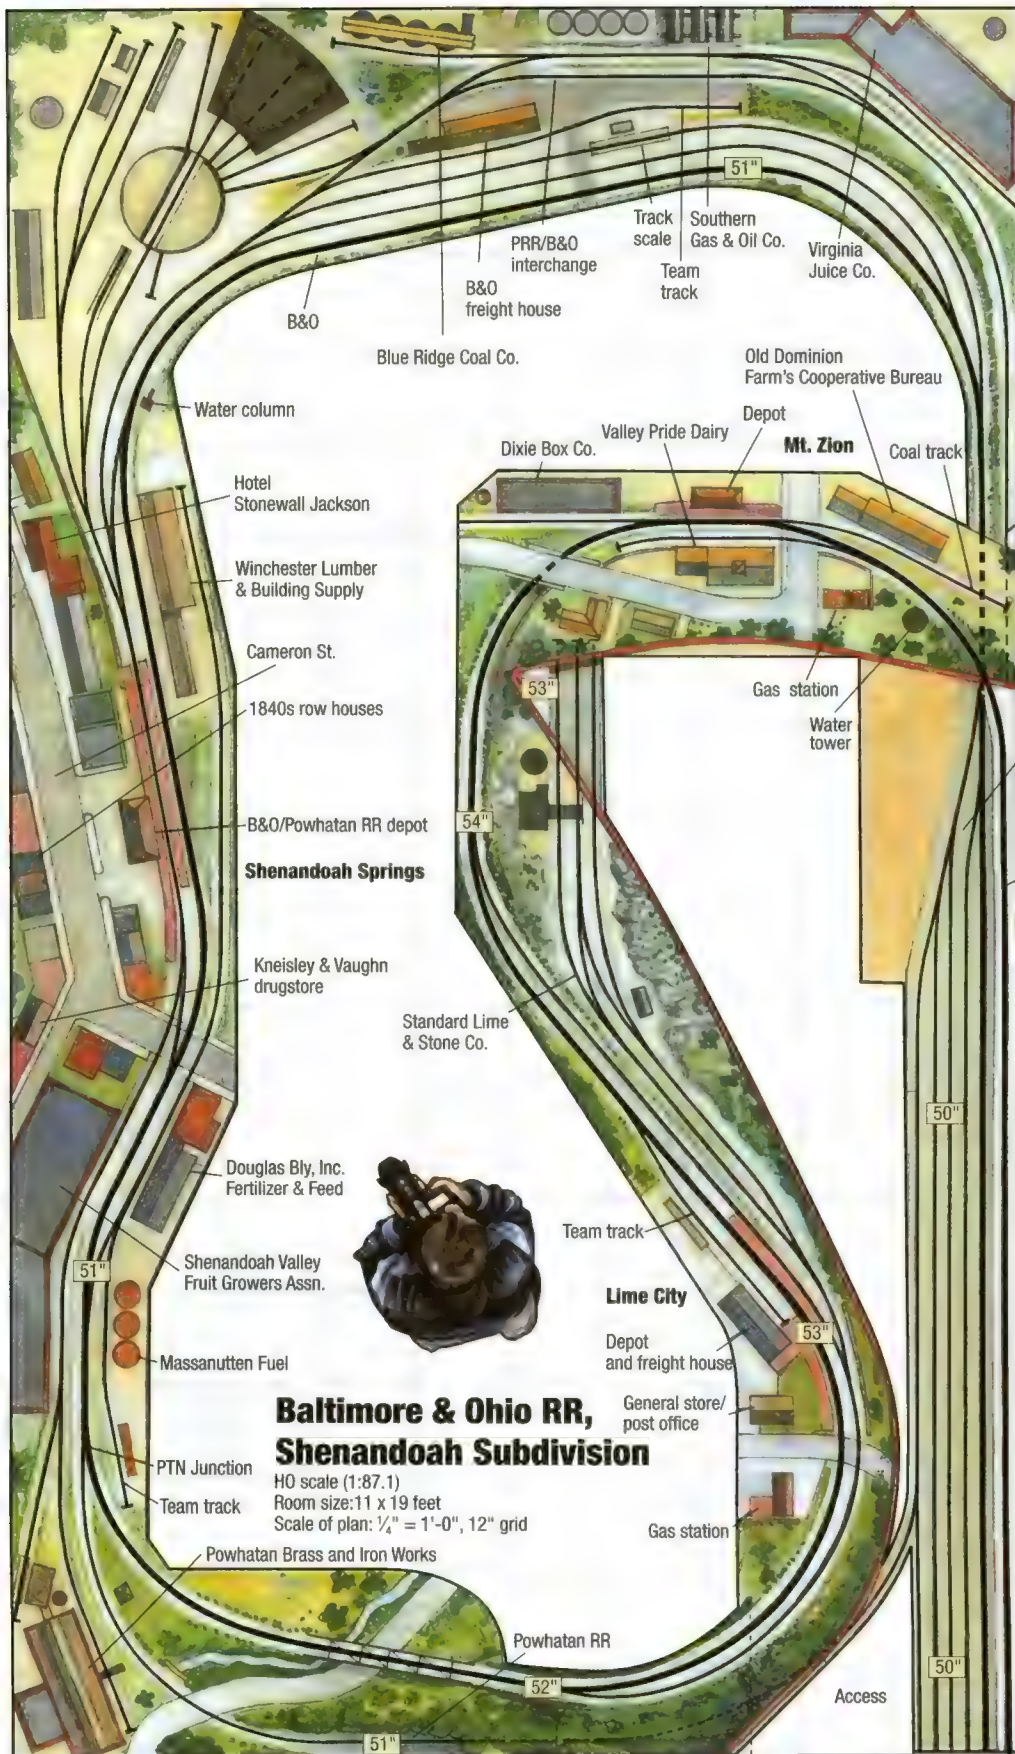 51"
Track
scale
Southern
Gas & Oil Co.
Virginia
Juice Co.
PRR/B&O
interchange
Team
track
B&O
freight house
B&O
Blue Ridge Coal Co.
Old Dominion
Farm's Cooperative Bureau
Water column
Depot
Valley Pride Dairy
Mt. Zion
Dixie Box Co.
Coal track
Hotel
Stonewall Jackson
Winchester Lumber
& Building Supply
Cameron St.
53"
Gas station
1840s row houses
Water
tower
54"
B&O/Powhatan RR depot
Shenandoah Springs
Kneisley & Vaughn
drugstore
Standard Lime
& Stone Co.
50"
Douglas Bly, Inc.
Fertilizer & Feed
Team track
Shenandoah Valley
Fruit Growers Assn.
51"
Lime City
53"
Depot
and freight house
Massanutten Fuel
General store/
post office
Baltimore & Ohio RR,
Shenandoah Subdivision
HO scale (1:87.1)
Room size:11 x 19 feet
Scale of plan: ¼" = 1'-0", 12" grid
PTN Junction
Team track
Gas station
Powhatan Brass and Iron Works
Powhatan RR
50"
52"
Access
51"